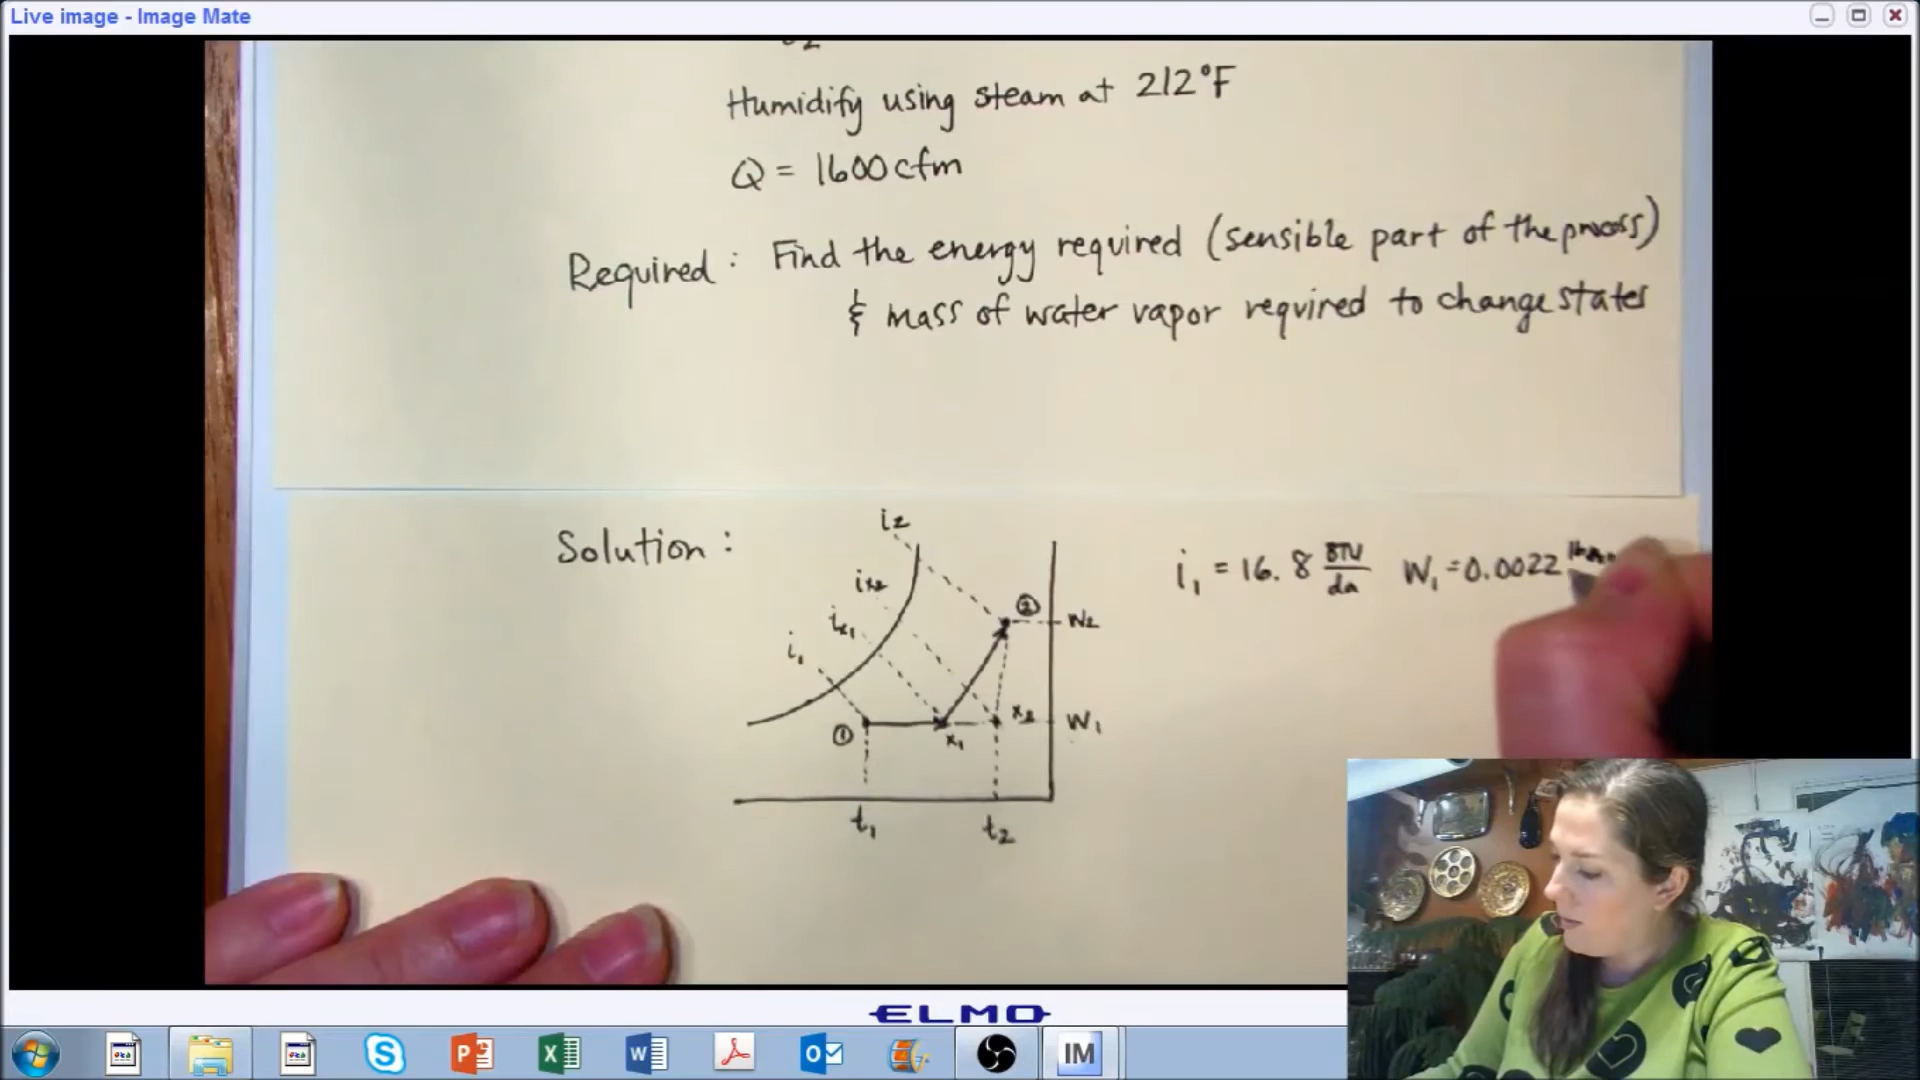 Live image - Image Mate
Humidify using steam at 212°F
Q = 1600 cfm
Required: Find the energy required (sensible part of the process)
& mass of water vapor required to change states
Solution:
i2
ix2
ix1
i1
②
W2
①
x1
x2
W1
t1
t2
i1 = 16.8 BTU/da W1 = 0.0022
ELMO
IM